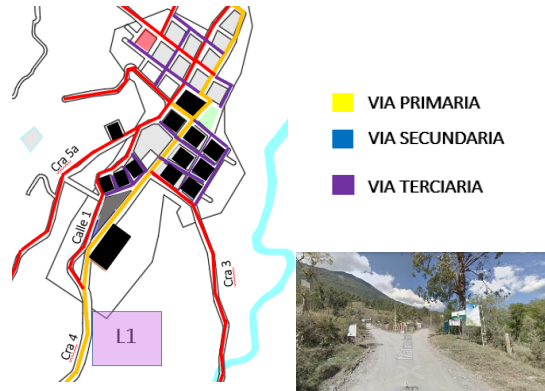 VIA PRIMARIA
VIA SECUNDARIA
VIA TERCIARIA
Cra 5a
Calle 1
Cra 3
Cra 4
L1